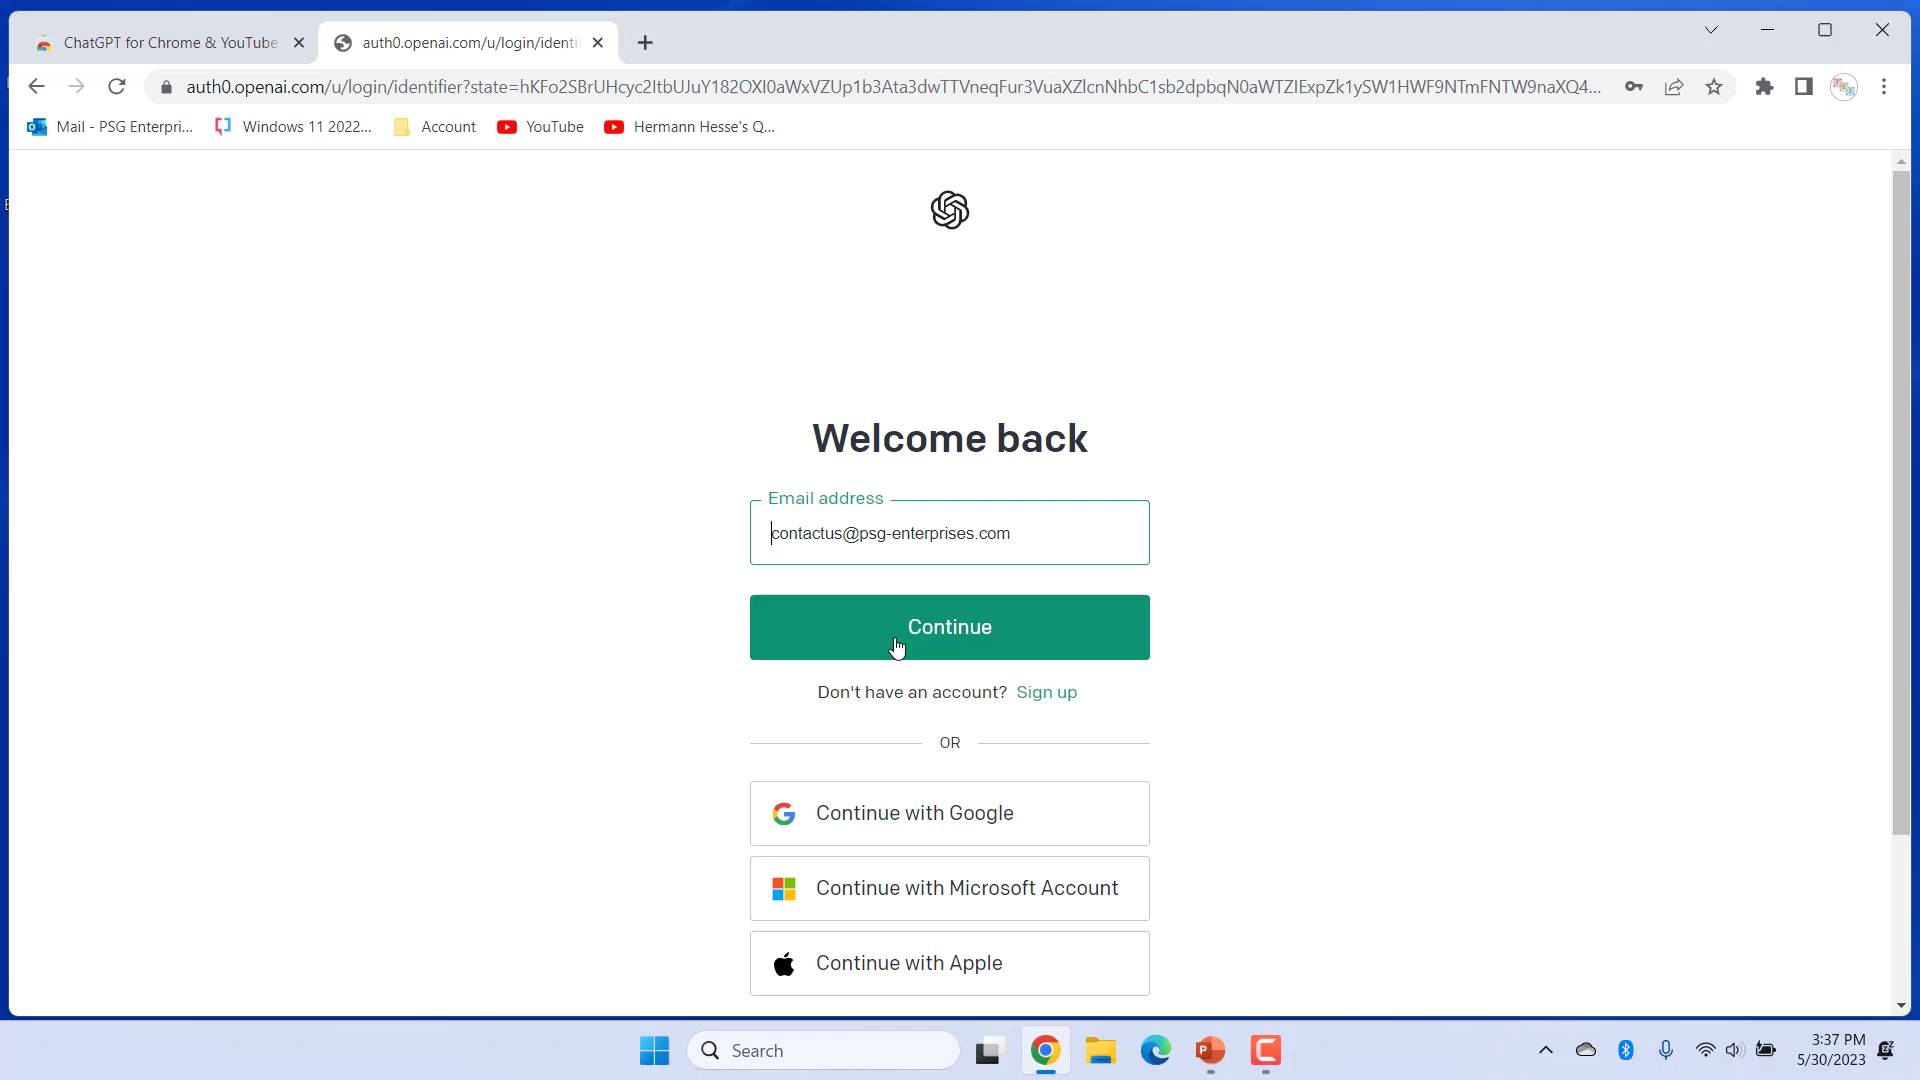 ChatGPT for Chrome & YouTube
auth0.openai.com/u/login/identi
auth0.openai.com/u/login/identifier?state=hKFo2SBrUHcyc2ItbUJuY182OXI0aWxVZUp1b3Ata3dwTTVneqFur3VuaXZlcnNhbC1sb2dpbqN0aWTZIExpZk1ySW1HWF9NTmFNTW9naXQ4...
Mail - PSG Enterpri...
Windows 11 2022...
Account
YouTube
Hermann Hesse's Q...
Welcome back
Email address
contactus@psg-enterprises.com
Continue
Don't have an account? Sign up
OR
Continue with Google
Continue with Microsoft Account
Continue with Apple
Search
3:37 PM
5/30/2023